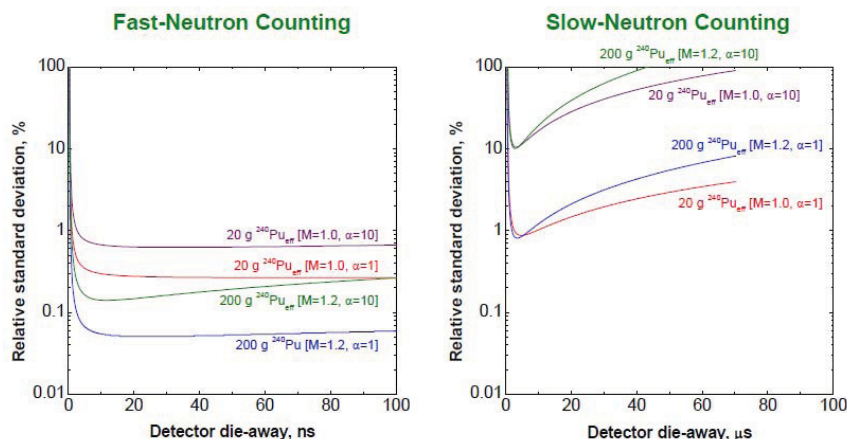 Fast-Neutron Counting
Relative standard deviation, %
100
10
1
0.1
0.01
20 g ²⁴⁰Pueff [M=1.0, α=10]
20 g ²⁴⁰Pueff [M=1.0, α=1]
200 g ²⁴⁰Pueff [M=1.2, α=10]
200 g ²⁴⁰Pu [M=1.2, α=1]
0 20 40 60 80 100
Detector die-away, ns
Slow-Neutron Counting
Relative standard deviation, %
200 g ²⁴⁰Pueff [M=1.2, α=10]
100
10
1
0.1
0.01
20 g ²⁴⁰Pueff [M=1.0, α=10]
200 g ²⁴⁰Pueff [M=1.2, α=1]
20 g ²⁴⁰Pueff [M=1.0, α=1]
0 20 40 60 80 100
Detector die-away, μs